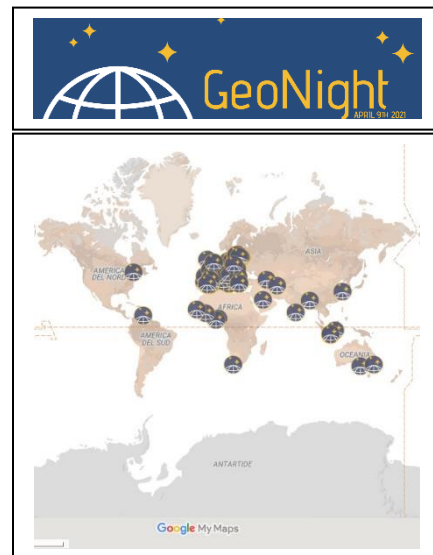 GeoNight
APRIL 9TH 2021
ASIA
AMERICA
DEL NORD
AFRICA
AMERICA
DEL SUD
OCEANIA
ANTARTIDE
Google My Maps